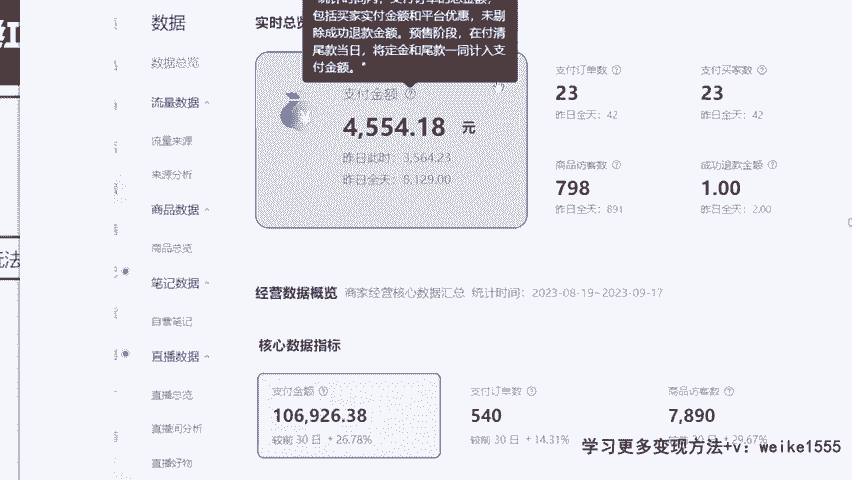 红
玩法
数据
数据总览
流量数据
流量来源
来源分析
商品数据
商品总览
笔记数据
自营笔记
直播数据
直播总览
直播间分析
直播好物
实时总览
包括买家实付金额和平台优惠，未剔
除成功退款金额。预售阶段，在付清
尾款当日，将定金和尾款一同计入支
付金额。"
支付金额
4,554.18 元
昨日此时：3,564.23
昨日全天：6,129.00
支付订单数
23
昨日全天：42
支付买家数
23
昨日全天：42
商品访客数
798
昨日全天：891
成功退款金额
1.00
昨日全天：2.00
经营数据概览 商家经营核心数据汇总 统计时间：2023-08-19~2023-09-17
核心数据指标
支付金额
106,926.38
较前 30 日 + 26.78%
支付订单数
540
较前 30 日 + 14.31%
商品访客数
7,890
较前 30 日 + 29.67%
学习更多变现方法+v：weike1555